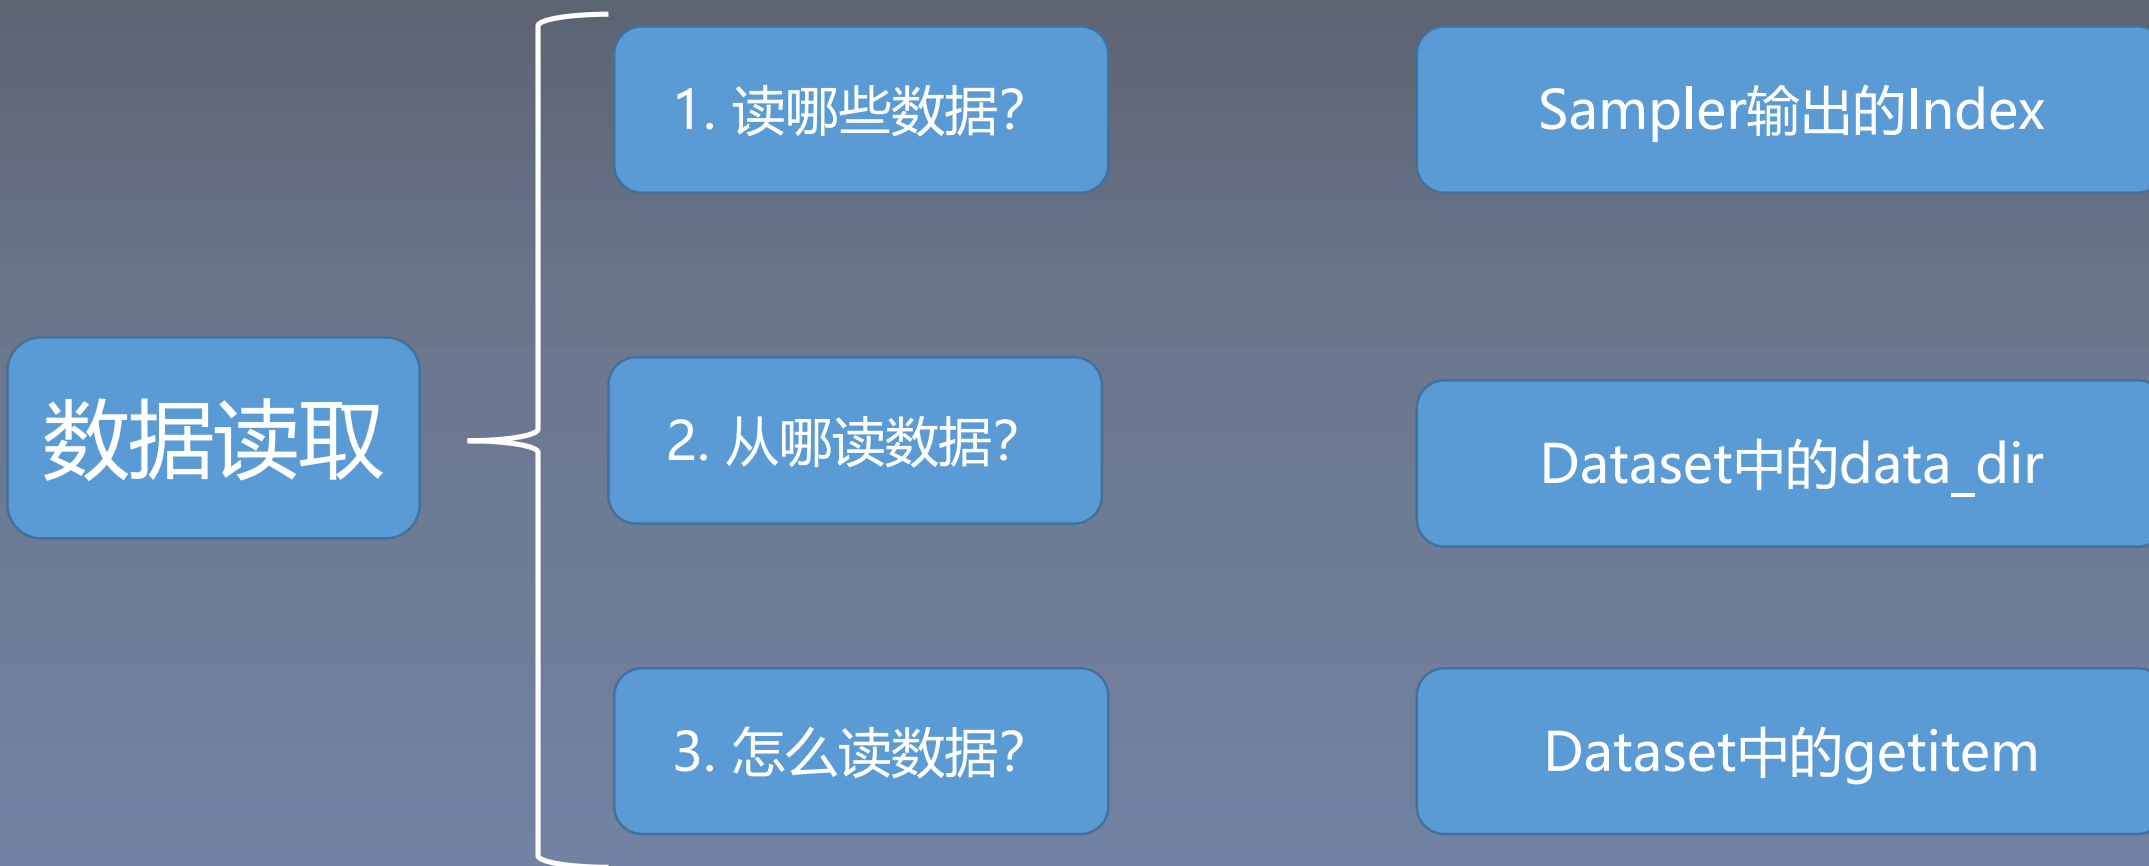 数据读取
1. 读哪些数据？
Sampler输出的Index
2. 从哪读数据？
Dataset中的data_dir
3. 怎么读数据？
Dataset中的getitem